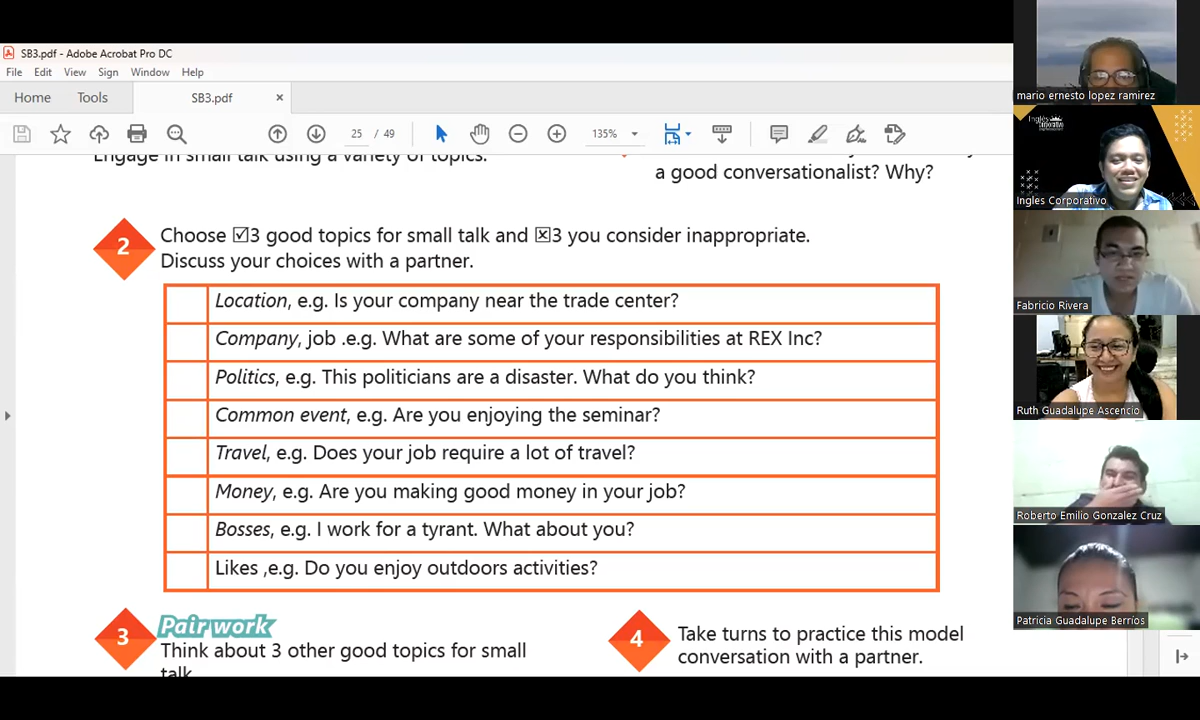 SB3.pdf - Adobe Acrobat Pro DC
File Edit View Sign Window Help
Home Tools SB3.pdf ×
25 / 49 135%
Engage in small talk using a variety of topics.
a good conversationalist? Why?
2
Choose ☑3 good topics for small talk and ☒3 you consider inappropriate.
Discuss your choices with a partner.
Location, e.g. Is your company near the trade center?
Company, job .e.g. What are some of your responsibilities at REX Inc?
Politics, e.g. This politicians are a disaster. What do you think?
Common event, e.g. Are you enjoying the seminar?
Travel, e.g. Does your job require a lot of travel?
Money, e.g. Are you making good money in your job?
Bosses, e.g. I work for a tyrant. What about you?
Likes ,e.g. Do you enjoy outdoors activities?
3
Pair work
Think about 3 other good topics for small
talk.
4
Take turns to practice this model
conversation with a partner.
mario ernesto lopez ramirez
Inglés
Corporativo
Ingles Corporativo
Fabricio Rivera
Ruth Guadalupe Ascencio
Roberto Emilio Gonzalez Cruz
Patricia Guadalupe Berríos